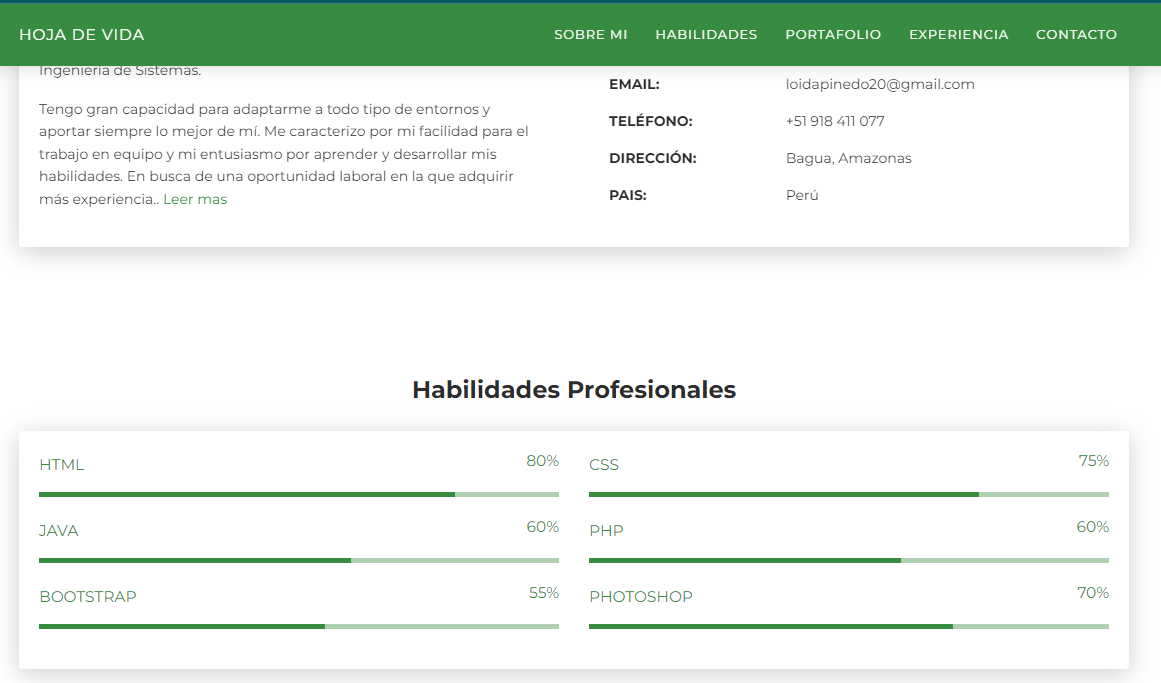 HOJA DE VIDA
SOBRE MI
HABILIDADES
PORTAFOLIO
EXPERIENCIA
CONTACTO
Ingeniería de Sistemas.
Tengo gran capacidad para adaptarme a todo tipo de entornos y
aportar siempre lo mejor de mí. Me caracterizo por mi facilidad para el
trabajo en equipo y mi entusiasmo por aprender y desarrollar mis
habilidades. En busca de una oportunidad laboral en la que adquirir
más experiencia.. Leer mas
EMAIL: loidapinedo20@gmail.com
TELÉFONO: +51 918 411 077
DIRECCIÓN: Bagua, Amazonas
PAIS: Perú
Habilidades Profesionales
HTML 80%
CSS 75%
JAVA 60%
PHP 60%
BOOTSTRAP 55%
PHOTOSHOP 70%